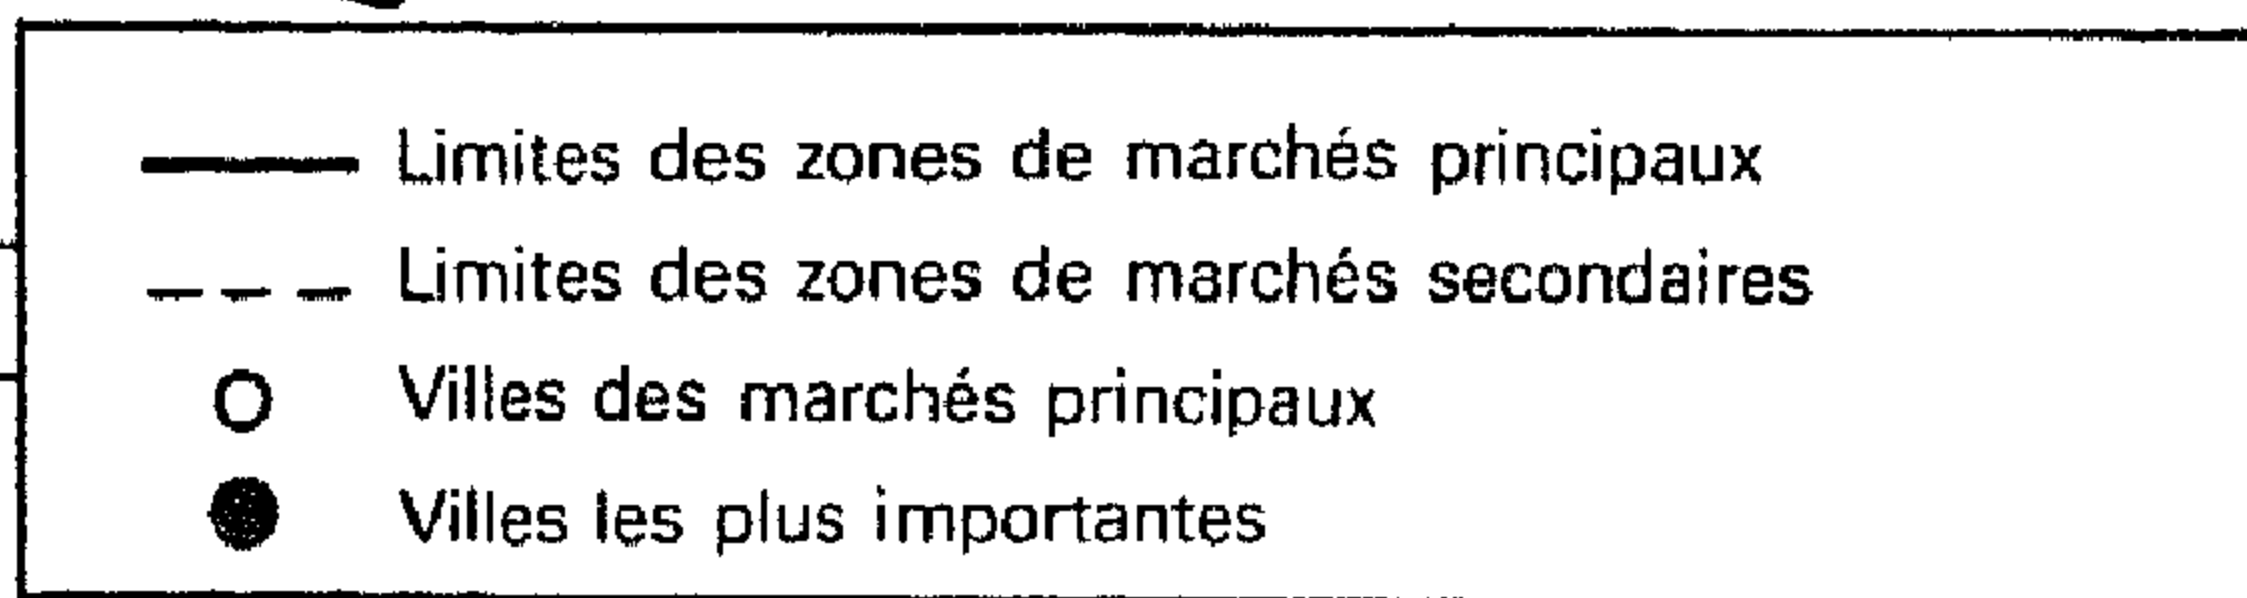 Limites des zones de marchés principaux
Limites des zones de marchés secondaires
Villes des marchés principaux
Villes les plus importantes